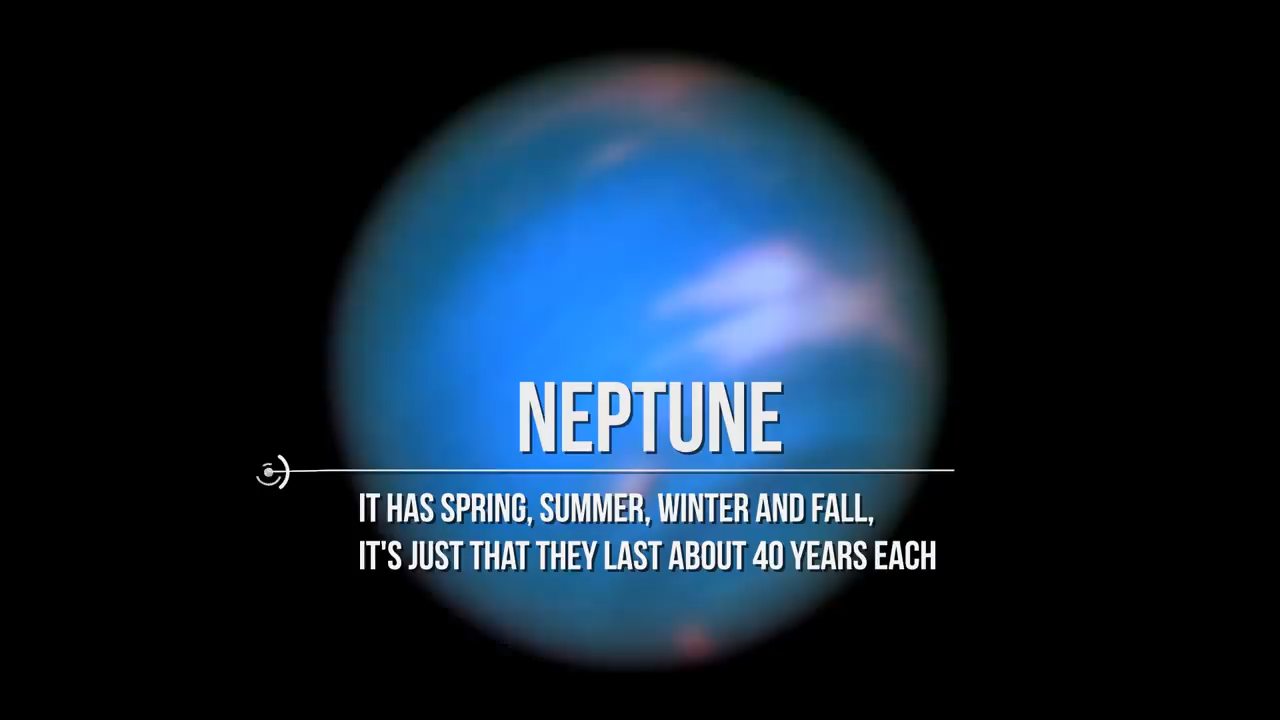 NEPTUNE
IT HAS SPRING, SUMMER, WINTER AND FALL,
IT'S JUST THAT THEY LAST ABOUT 40 YEARS EACH